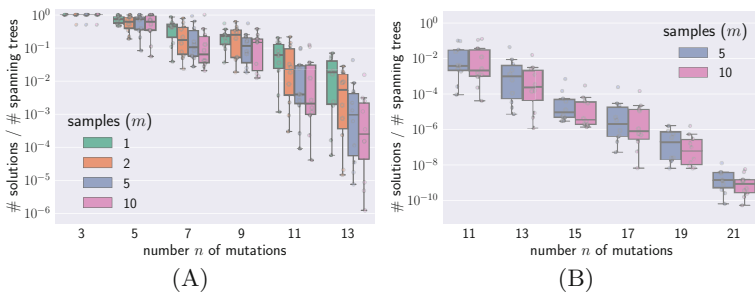 # solutions / # spanning trees
10^0
10^−1
10^−2
10^−3
10^−4
10^−5
10^−6
samples (m)
1
2
5
10
3 5 7 9 11 13
number n of mutations
(A)
# solutions / # spanning trees
10^0
10^−2
10^−4
10^−6
10^−8
10^−10
samples (m)
5
10
11 13 15 17 19 21
number n of mutations
(B)